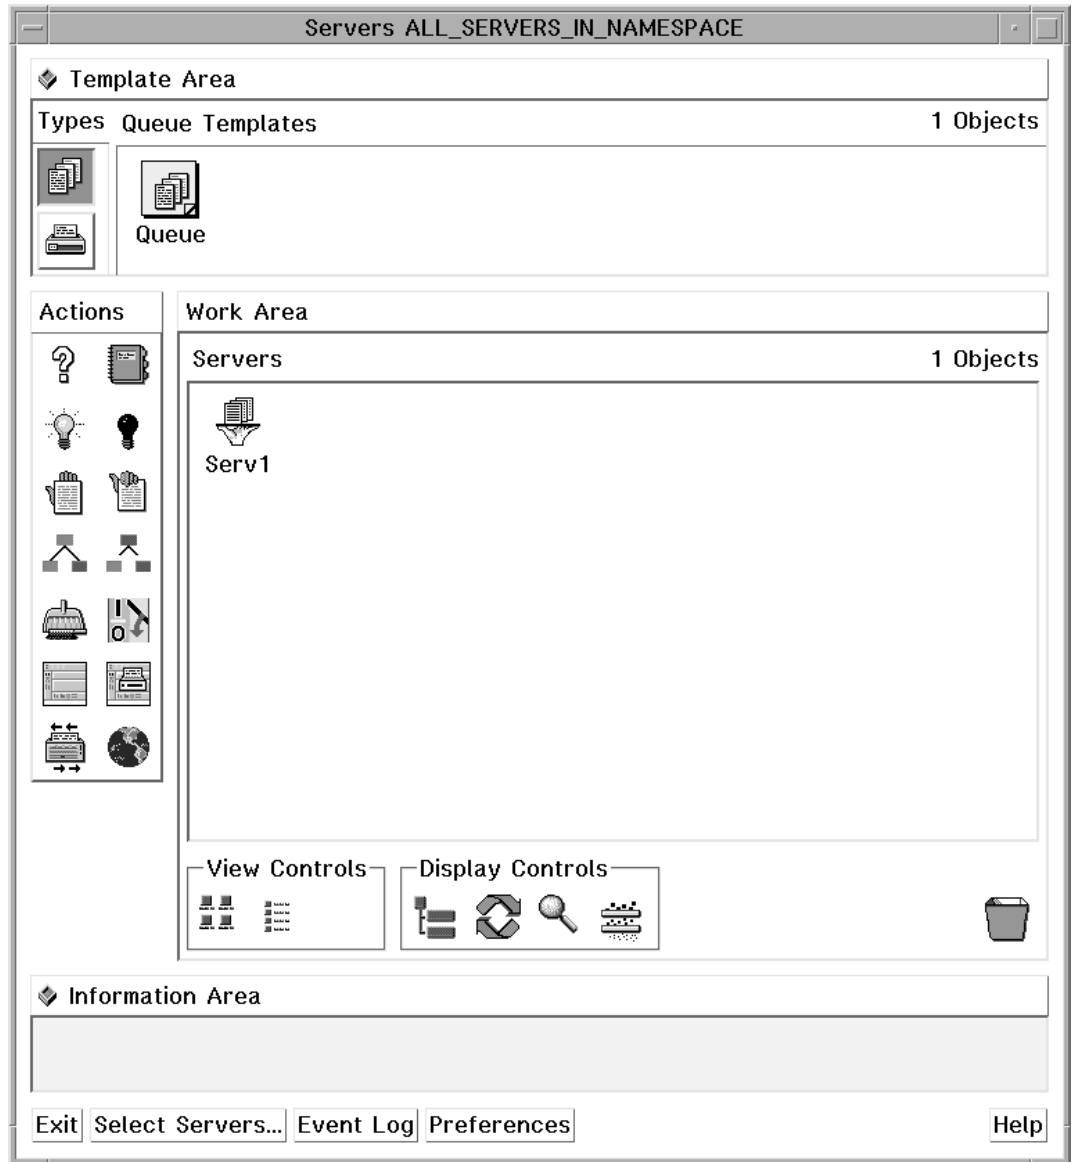 Servers ALL_SERVERS_IN_NAMESPACE
Template Area
Types Queue Templates 1 Objects
Queue
Actions
Work Area
Servers 1 Objects
Serv1
View Controls
Display Controls
Information Area
Exit Select Servers... Event Log Preferences Help